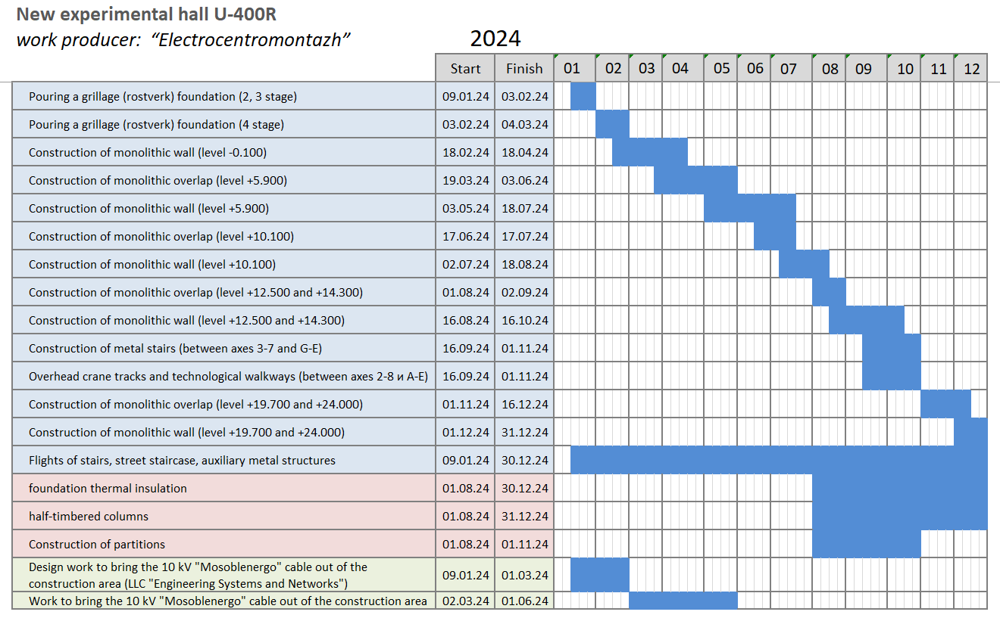 New experimental hall U-400R
work producer: “Electrocentromontazh”
2024
Start Finish 01 02 03 04 05 06 07 08 09 10 11 12
Pouring a grillage (rostverk) foundation (2, 3 stage) 09.01.24 03.02.24
Pouring a grillage (rostverk) foundation (4 stage) 03.02.24 04.03.24
Construction of monolithic wall (level -0.100) 18.02.24 18.04.24
Construction of monolithic overlap (level +5.900) 19.03.24 03.06.24
Construction of monolithic wall (level +5.900) 03.05.24 18.07.24
Construction of monolithic overlap (level +10.100) 17.06.24 17.07.24
Construction of monolithic wall (level +10.100) 02.07.24 18.08.24
Construction of monolithic overlap (level +12.500 and +14.300) 01.08.24 02.09.24
Construction of monolithic wall (level +12.500 and +14.300) 16.08.24 16.10.24
Construction of metal stairs (between axes 3-7 and G-E) 16.09.24 01.11.24
Overhead crane tracks and technological walkways (between axes 2-8 и A-E) 16.09.24 01.11.24
Construction of monolithic overlap (level +19.700 and +24.000) 01.11.24 16.12.24
Construction of monolithic wall (level +19.700 and +24.000) 01.12.24 31.12.24
Flights of stairs, street staircase, auxiliary metal structures 09.01.24 30.12.24
foundation thermal insulation 01.08.24 30.12.24
half-timbered columns 01.08.24 31.12.24
Construction of partitions 01.08.24 01.11.24
Design work to bring the 10 kV "Mosoblenergo" cable out of the
construction area (LLC "Engineering Systems and Networks") 09.01.24 01.03.24
Work to bring the 10 kV "Mosoblenergo" cable out of the construction area 02.03.24 01.06.24